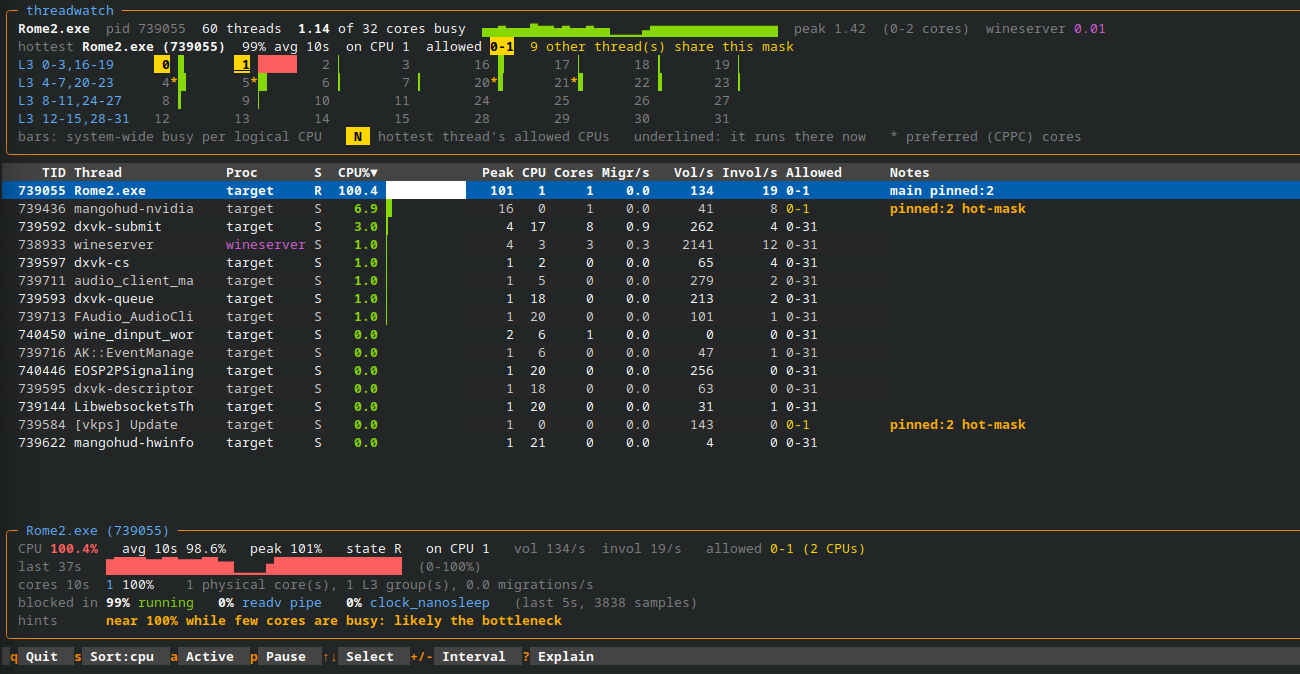 threadwatch
Rome2.exe pid 739055 60 threads 1.14 of 32 cores busy peak 1.42 (0-2 cores) wineserver 0.01
hottest Rome2.exe (739055) 99% avg 10s on CPU 1 allowed 0-1 9 other thread(s) share this mask
L3 0-3,16-19 0 1 2 3 16 17 18 19
L3 4-7,20-23 4* 5* 6 7 20* 21* 22 23
L3 8-11,24-27 8 9 10 11 24 25 26 27
L3 12-15,28-31 12 13 14 15 28 29 30 31
bars: system-wide busy per logical CPU N hottest thread's allowed CPUs underlined: it runs there now * preferred (CPPC) cores
TID Thread Proc S CPU%▼ Peak CPU Cores Migr/s Vol/s Invol/s Allowed Notes
739055 Rome2.exe target R 100.4 101 1 1 0.0 134 19 0-1 main pinned:2
739436 mangohud-nvidia target S 6.9 16 0 1 0.0 41 8 0-1 pinned:2 hot-mask
739592 dxvk-submit target S 3.0 4 17 8 0.9 262 4 0-31
738933 wineserver wineserver S 1.0 4 3 3 0.3 2141 12 0-31
739597 dxvk-cs target S 1.0 1 2 0 0.0 65 4 0-31
739711 audio_client_ma target S 1.0 1 5 0 0.0 279 2 0-31
739593 dxvk-queue target S 1.0 1 18 0 0.0 213 2 0-31
739713 FAudio_AudioCli target S 1.0 1 20 0 0.0 101 1 0-31
740450 wine_dinput_wor target S 0.0 2 6 1 0.0 0 0 0-31
739716 AK::EventManage target S 0.0 1 6 0 0.0 47 1 0-31
740446 EOSP2PSignaling target S 0.0 1 20 0 0.0 256 0 0-31
739595 dxvk-descriptor target S 0.0 1 18 0 0.0 63 0 0-31
739144 LibwebsocketsTh target S 0.0 1 20 0 0.0 31 1 0-31
739584 [vkps] Update target S 0.0 1 0 0 0.0 143 0 0-1 pinned:2 hot-mask
739622 mangohud-hwinfo target S 0.0 1 21 0 0.0 4 0 0-31
Rome2.exe (739055)
CPU 100.4% avg 10s 98.6% peak 101% state R on CPU 1 vol 134/s invol 19/s allowed 0-1 (2 CPUs)
last 37s (0-100%)
cores 10s 1 100% 1 physical core(s), 1 L3 group(s), 0.0 migrations/s
blocked in 99% running 0% readv pipe 0% clock_nanosleep (last 5s, 3838 samples)
hints near 100% while few cores are busy: likely the bottleneck
q Quit s Sort:cpu a Active p Pause ↑↓ Select +/- Interval ? Explain